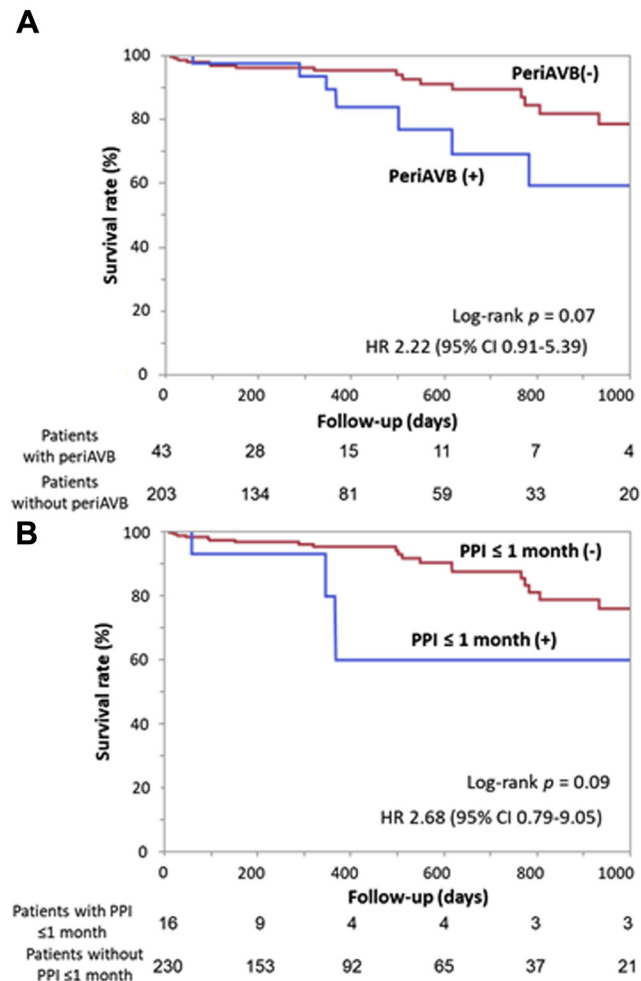 A
100
80
60
40
20
0
Survival rate (%)
PeriAVB(-)
PeriAVB (+)
Log-rank p = 0.07
HR 2.22 (95% CI 0.91-5.39)
0 200 400 600 800 1000
Follow-up (days)
Patients
with periAVB
43 28 15 11 7 4
Patients
without periAVB
203 134 81 59 33 20
B
100
80
60
40
20
0
Survival rate (%)
PPI ≤ 1 month (-)
PPI ≤ 1 month (+)
Log-rank p = 0.09
HR 2.68 (95% CI 0.79-9.05)
0 200 400 600 800 1000
Follow-up (days)
Patients with PPI
≤1 month
16 9 4 4 3 3
Patients without
PPI ≤1 month
230 153 92 65 37 21